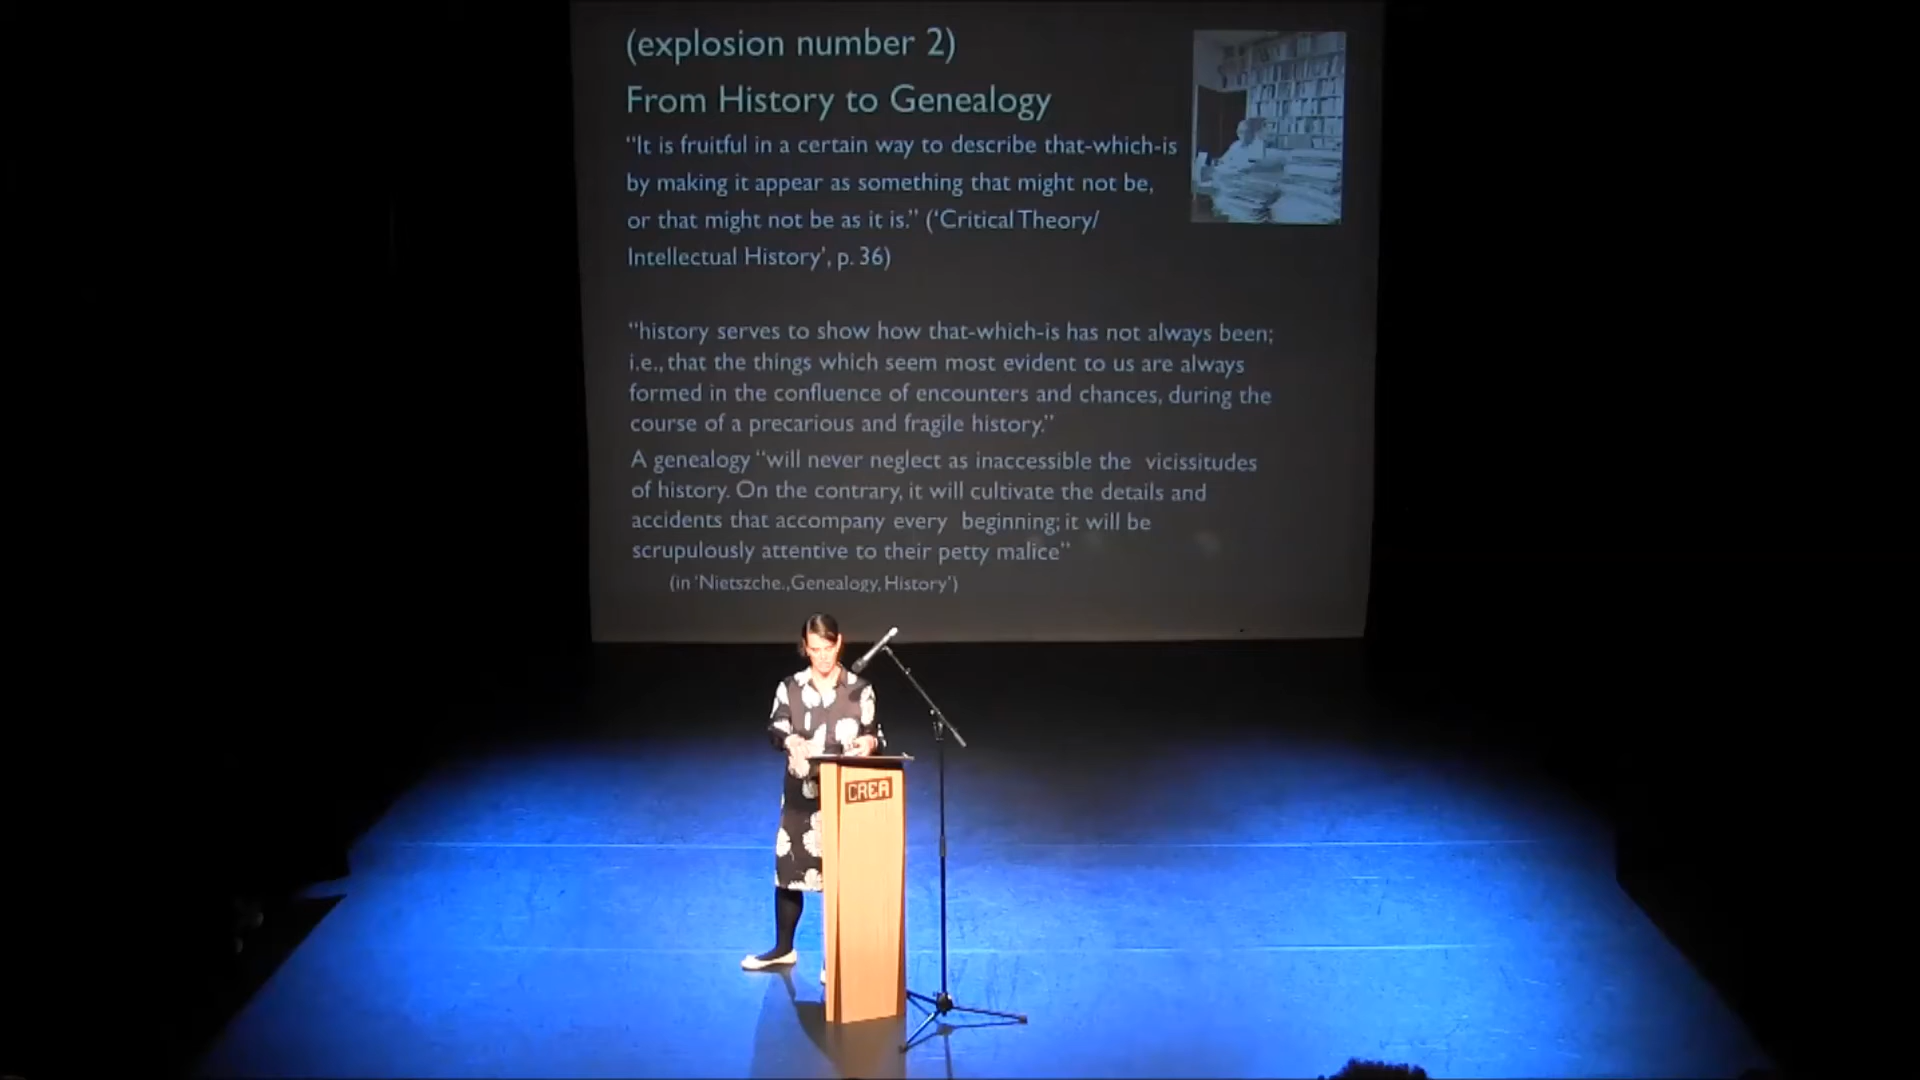 (explosion number 2)
From History to Genealogy
“It is fruitful in a certain way to describe that-which-is
by making it appear as something that might not be,
or that might not be as it is.” (‘Critical Theory/
Intellectual History’, p. 36)
“history serves to show how that-which-is has not always been;
i.e., that the things which seem most evident to us are always
formed in the confluence of encounters and chances, during the
course of a precarious and fragile history.”
A genealogy “will never neglect as inaccessible the vicissitudes
of history. On the contrary, it will cultivate the details and
accidents that accompany every beginning; it will be
scrupulously attentive to their petty malice”
(in ‘Nietszche.,Genealogy, History’)
CREA